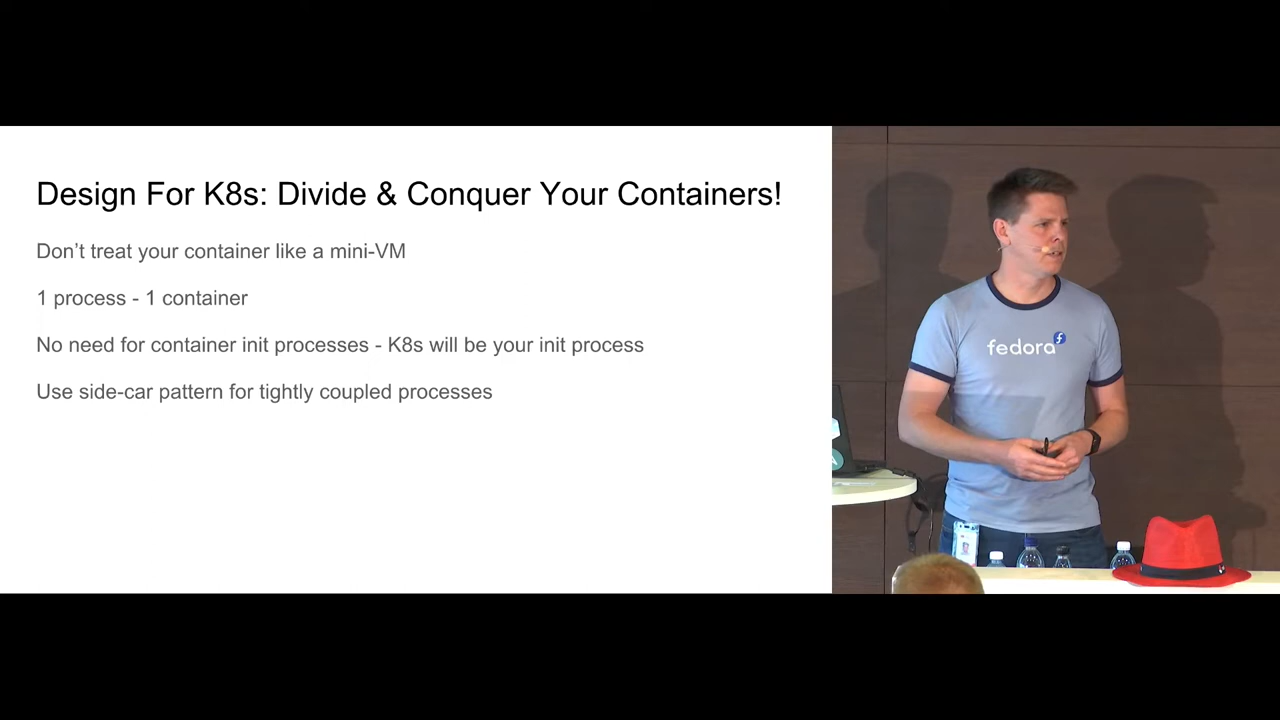 Design For K8s: Divide & Conquer Your Containers!
Don’t treat your container like a mini-VM
1 process - 1 container
No need for container init processes - K8s will be your init process
Use side-car pattern for tightly coupled processes
fedora